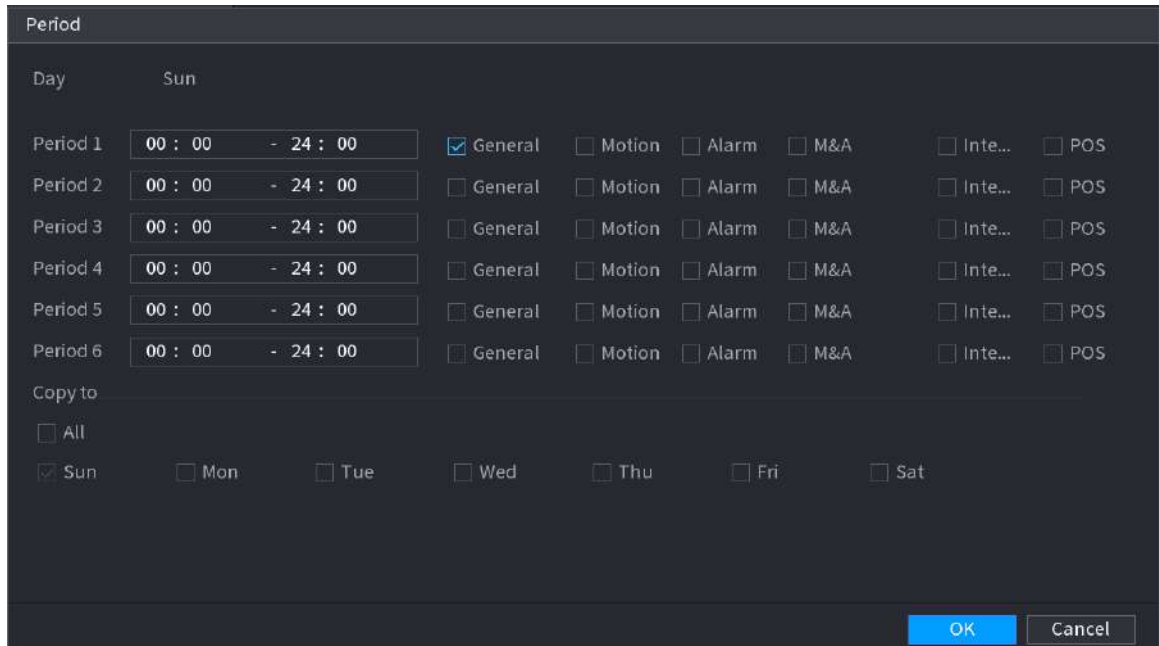 Period
Day Sun
Period 1 00 : 00 - 24 : 00 General Motion Alarm M&A Inte... POS
Period 2 00 : 00 - 24 : 00 General Motion Alarm M&A Inte... POS
Period 3 00 : 00 - 24 : 00 General Motion Alarm M&A Inte... POS
Period 4 00 : 00 - 24 : 00 General Motion Alarm M&A Inte... POS
Period 5 00 : 00 - 24 : 00 General Motion Alarm M&A Inte... POS
Period 6 00 : 00 - 24 : 00 General Motion Alarm M&A Inte... POS
Copy to
All
Sun Mon Tue Wed Thu Fri Sat
OK Cancel